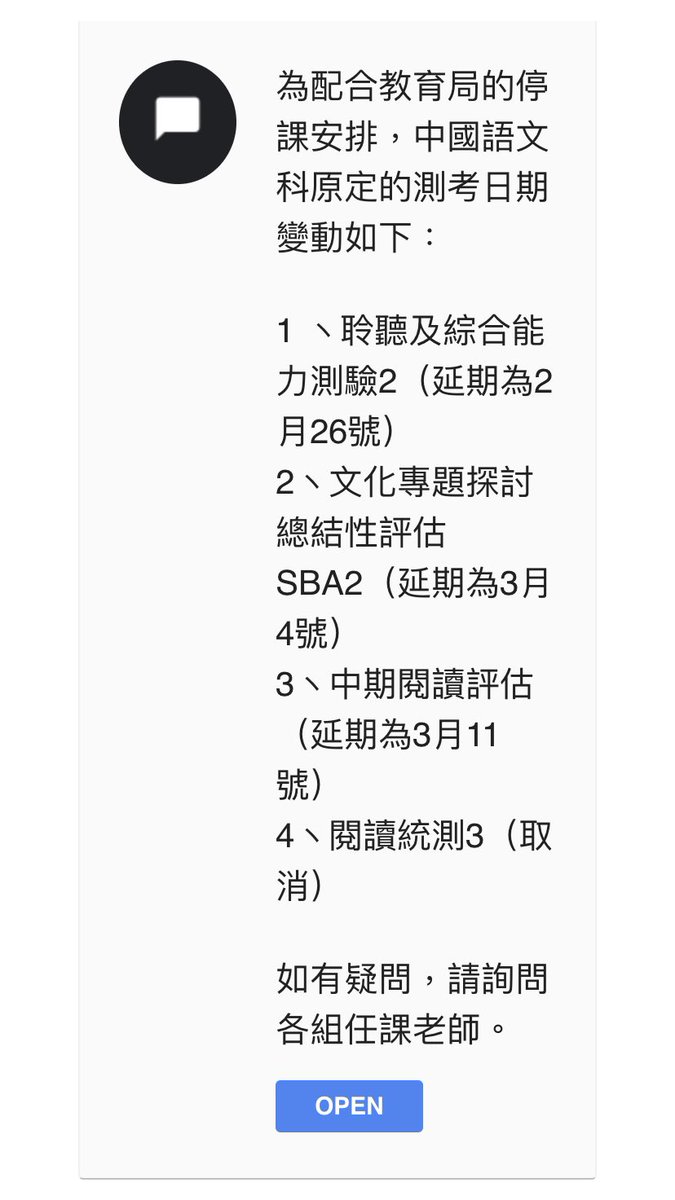 為配合教育局的停
課安排，中國語文
科原定的測考日期
變動如下：
1 、聆聽及綜合能
力測驗2（延期為2
月26號）
2、文化專題探討
總結性評估
SBA2（延期為3月
4號）
3、中期閱讀評估
（延期為3月11
號）
4、閱讀統測3（取
消）
如有疑問，請詢問
各組任課老師。
OPEN